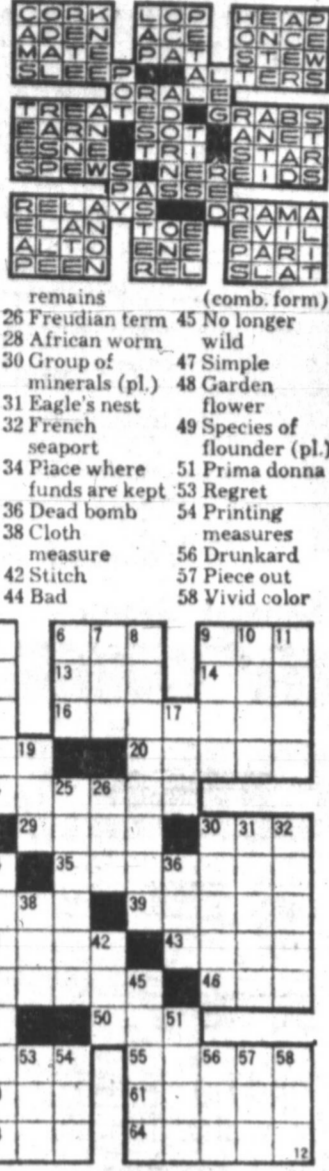 CORK LOP HEAP
ADEN ACE ONCE
MATE PAT STEW
SLEEP AL TERS
ORALE
TREATED GRABS
EARN SOT ANET
ESNE TRI STAR
SPEWS NEREIDS
PASSE
RELAYS DRAMA
ELAN TOE EVIL
ALTO ENE PARI
PEEN REL SLAT
remains
26 Freudian term
28 African worm
30 Group of
minerals (pl.)
31 Eagle's nest
32 French
seaport
34 Place where
funds are kept
36 Dead bomb
38 Cloth
measure
42 Stitch
44 Bad
(comb. form)
45 No longer
wild
47 Simple
48 Garden
flower
49 Species of
flounder (pl.)
51 Prima donna
53 Regret
54 Printing
measures
56 Drunkard
57 Piece out
58 Vivid color
6 7 8 9 10 11
13 14
16 17
19 20
25 26
29 30 31 32
35 36
38 39
42 43
45 46
50 51
53 54 55 56 57 58
61
64
12